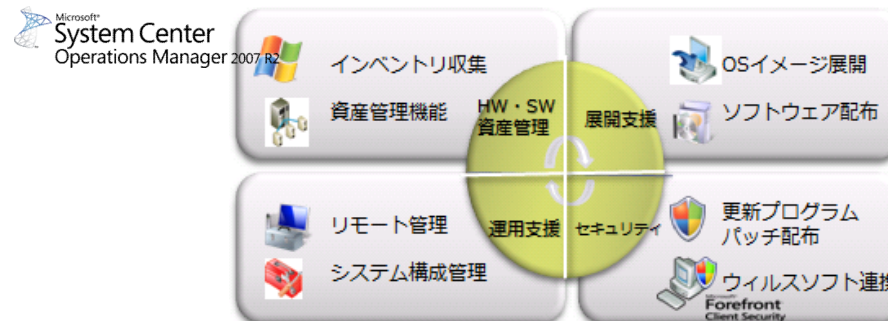 Microsoft
System Center
Operations Manager 2007 R2
インベントリ収集
資産管理機能
HW・SW
資産管理
展開支援
OSイメージ展開
ソフトウェア配布
リモート管理
システム構成管理
運用支援
セキュリティ
更新プログラム
パッチ配布
ウィルスソフト連携
Microsoft
Forefront
Client Security